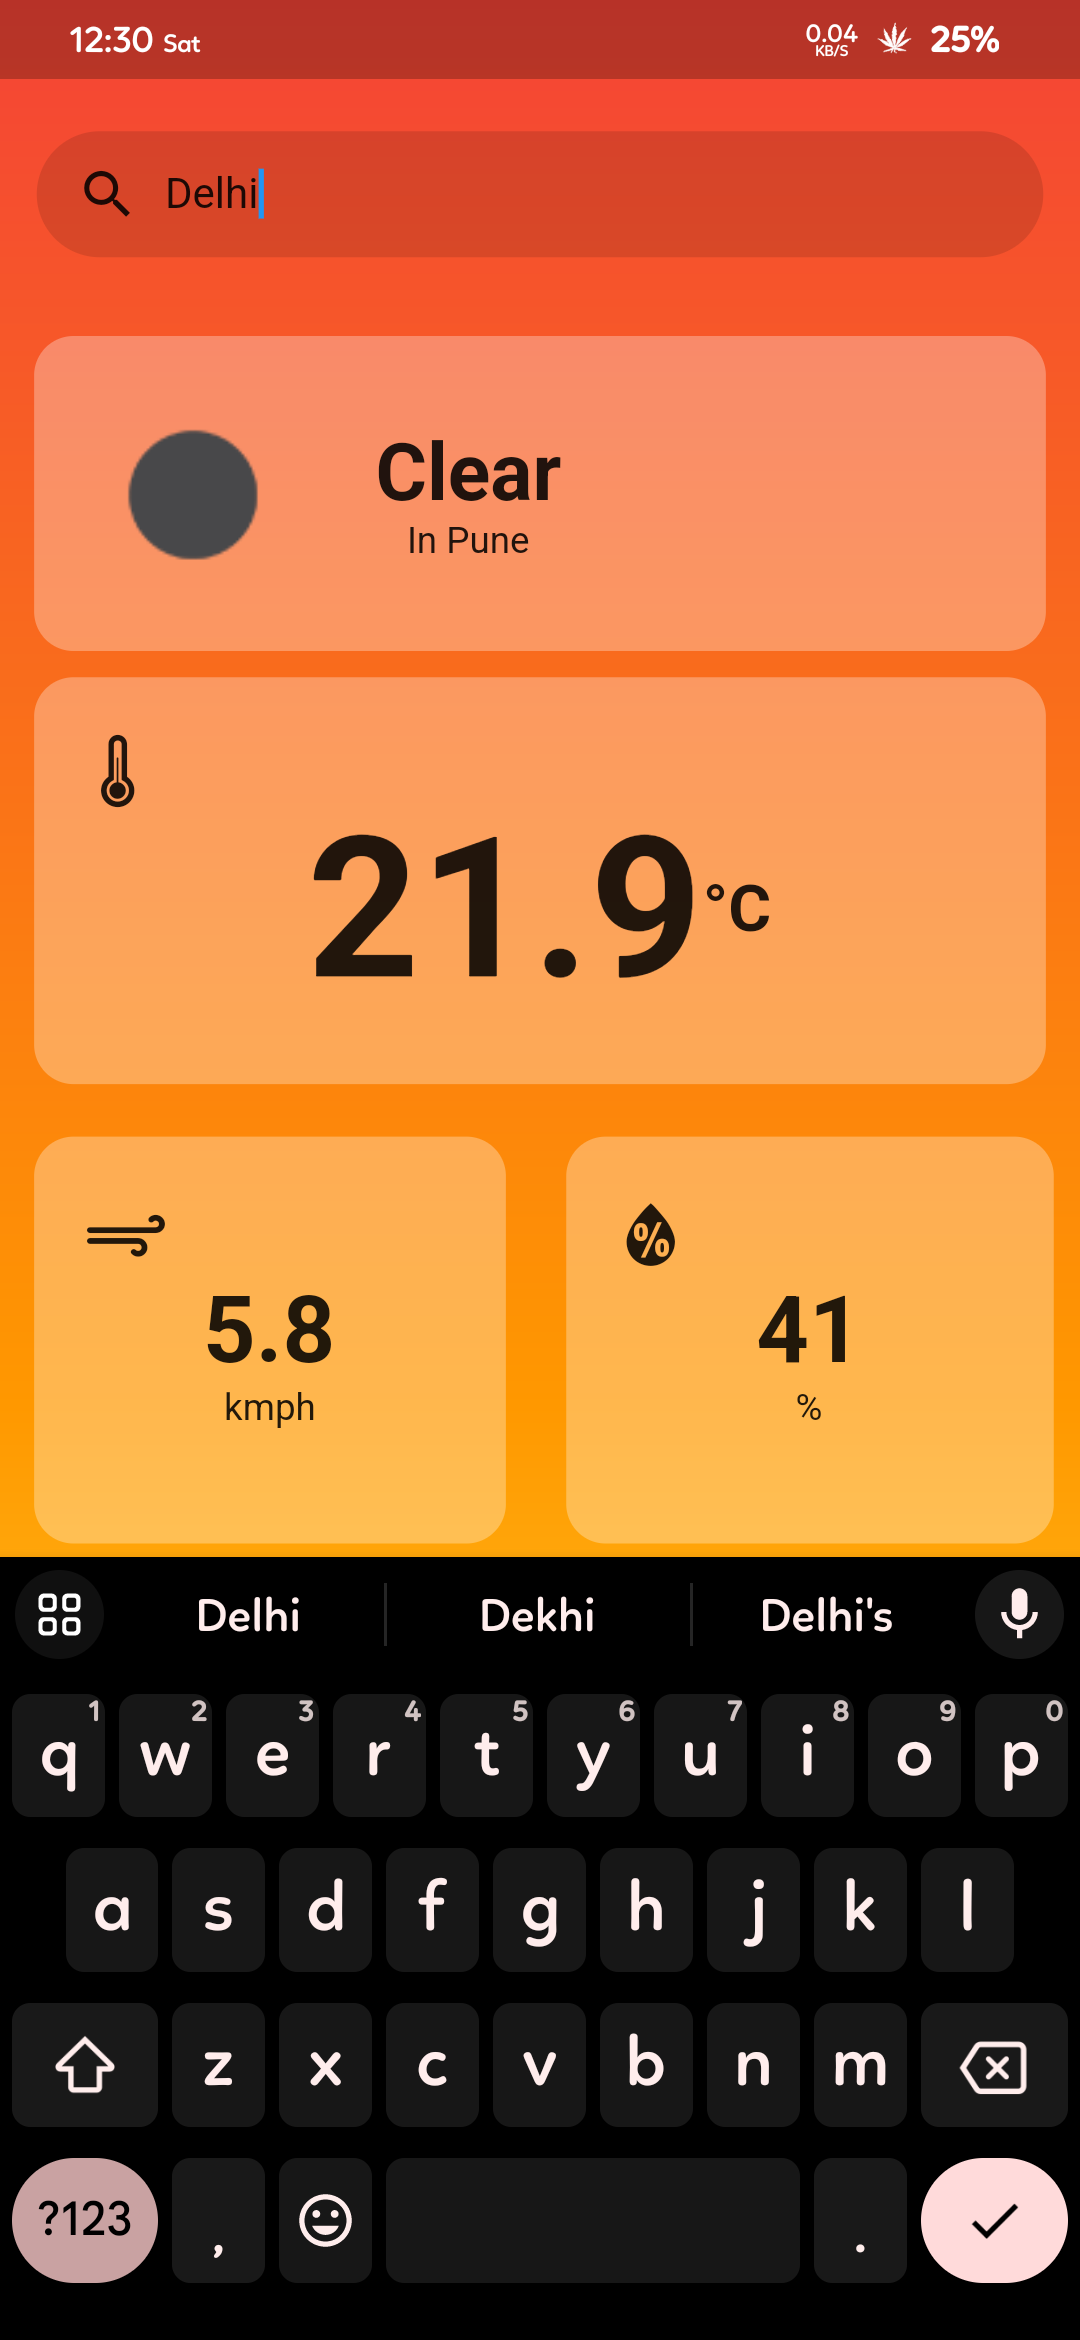 12:30 Sat 0.04 KB/S 25%
Delhi
Clear
In Pune
21.9 °C
5.8 41
kmph %
Delhi Dekhi Delhi's
1 2 3 4 5 6 7 8 9 0
q w e r t y u i o p
a s d f g h j k l
z x c v b n m
?123 , .